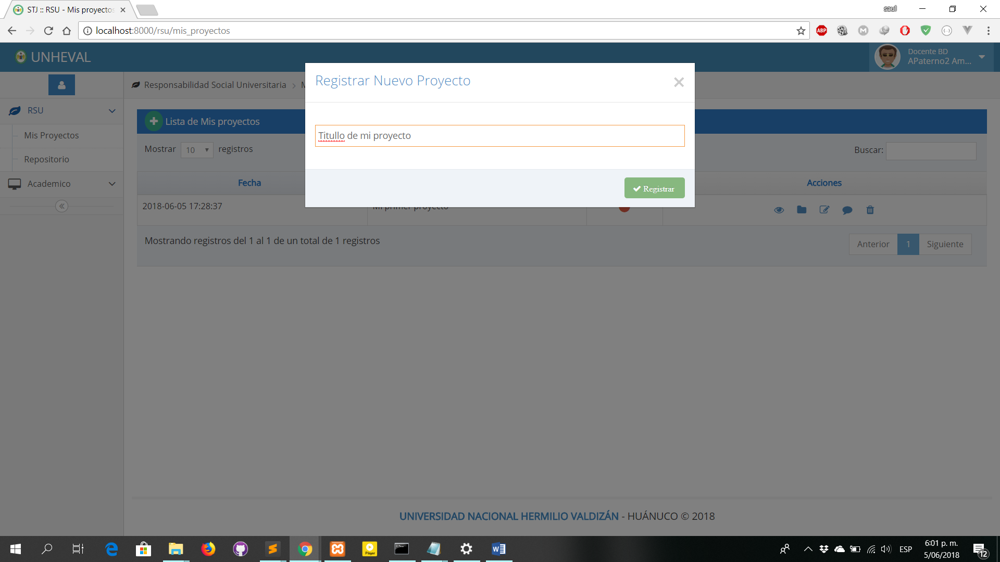 STJ :: RSU - Mis proyectos
saul
localhost:8000/rsu/mis_proyectos
ABP
UNHEVAL
Docente BD
APaterno2 Am...
Registrar Nuevo Proyecto
Responsabilidad Social Universitaria
RSU
Lista de Mis proyectos
Mis Proyectos
Titullo de mi proyecto
Mostrar 10 registros
Buscar:
Repositorio
Academico
Fecha
Acciones
Registrar
2018-06-05 17:28:37
Mi primer proyecto
Mostrando registros del 1 al 1 de un total de 1 registros
Anterior 1 Siguiente
UNIVERSIDAD NACIONAL HERMILIO VALDIZÁN - HUÁNUCO © 2018
Player
ESP
6:01 p. m.
5/06/2018
12